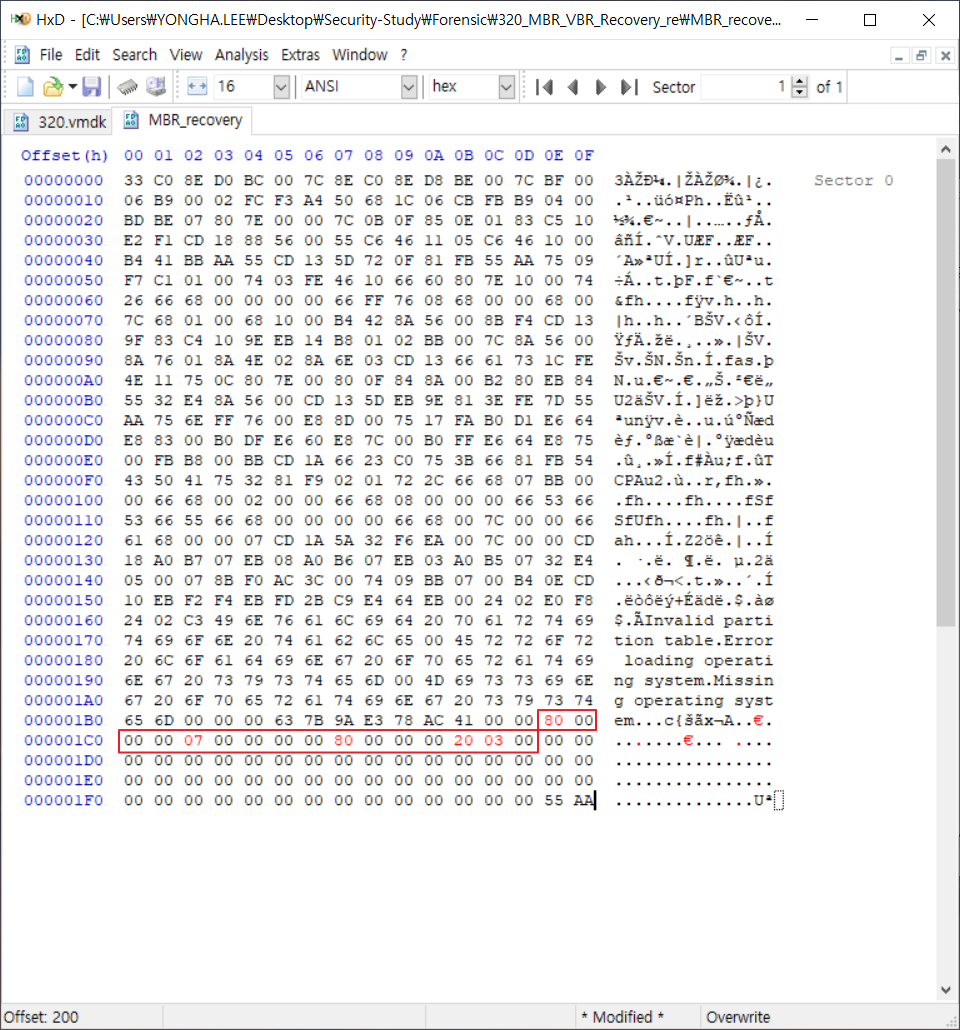 HxD - [C:₩Users₩YONGHA.LEE₩Desktop₩Security-Study₩Forensic₩320_MBR_VBR_Recovery_re₩MBR_recove...
File Edit Search View Analysis Extras Window ?
16 ANSI hex Sector 1 of 1
320.vmdk MBR_recovery
Offset(h) 00 01 02 03 04 05 06 07 08 09 0A 0B 0C 0D 0E 0F
00000000 33 C0 8E D0 BC 00 7C 8E C0 8E D8 BE 00 7C BF 00 3ÀŽÐ¼.|ŽÀŽØ¾.|¿. Sector 0
00000010 06 B9 00 02 FC F3 A4 50 68 1C 06 CB FB B9 04 00 .¹..üó¤Ph..Ëû¹..
00000020 BD BE 07 80 7E 00 00 7C 0B 0F 85 0E 01 83 C5 10 ½¾.€~..|..…..ƒÅ.
00000030 E2 F1 CD 18 88 56 00 55 C6 46 11 05 C6 46 10 00 âñÍ.ˆV.UÆF..ÆF..
00000040 B4 41 BB AA 55 CD 13 5D 72 0F 81 FB 55 AA 75 09 ´A»ªUÍ.]r..ûUªu.
00000050 F7 C1 01 00 74 03 FE 46 10 66 60 80 7E 10 00 74 ÷Á..t.þF.f`€~..t
00000060 26 66 68 00 00 00 00 66 FF 76 08 68 00 00 68 00 &fh....fÿv.h..h.
00000070 7C 68 01 00 68 10 00 B4 42 8A 56 00 8B F4 CD 13 |h..h..´BŠV.‹ôÍ.
00000080 9F 83 C4 10 9E EB 14 B8 01 02 BB 00 7C 8A 56 00 ŸƒÄ.žë.¸..».|ŠV.
00000090 8A 76 01 8A 4E 02 8A 6E 03 CD 13 66 61 73 1C FE Šv.ŠN.Šn.Í.fas.þ
000000A0 4E 11 75 0C 80 7E 00 80 0F 84 8A 00 B2 80 EB 84 N.u.€~.€.„Š.²€ë„
000000B0 55 32 E4 8A 56 00 CD 13 5D EB 9E 81 3E FE 7D 55 U2äŠV.Í.]ëž.>þ}U
000000C0 AA 75 6E FF 76 00 E8 8D 00 75 17 FA B0 D1 E6 64 ªunÿv.è..u.ú°Ñæd
000000D0 E8 83 00 B0 DF E6 60 E8 7C 00 B0 FF E6 64 E8 75 èƒ.°ßæ`è|.°ÿædèu
000000E0 00 FB B8 00 BB CD 1A 66 23 C0 75 3B 66 81 FB 54 .û¸.»Í.f#Àu;f.ûT
000000F0 43 50 41 75 32 81 F9 02 01 72 2C 66 68 07 BB 00 CPAu2.ù..r,fh.».
00000100 00 66 68 00 02 00 00 66 68 08 00 00 00 66 53 66 .fh....fh....fSf
00000110 53 66 55 66 68 00 00 00 00 66 68 00 7C 00 00 66 SfUfh....fh.|..f
00000120 61 68 00 00 07 CD 1A 5A 32 F6 EA 00 7C 00 00 CD ah...Í.Z2öê.|..Í
00000130 18 A0 B7 07 EB 08 A0 B6 07 EB 03 A0 B5 07 32 E4 . ·.ë. ¶.ë. µ.2ä
00000140 05 00 07 8B F0 AC 3C 00 74 09 BB 07 00 B4 0E CD ...‹ð¬<.t.»..´.Í
00000150 10 EB F2 F4 EB FD 2B C9 E4 64 EB 00 24 02 E0 F8 .ëòôëý+Éädë.$.àø
00000160 24 02 C3 49 6E 76 61 6C 69 64 20 70 61 72 74 69 $.ÃInvalid parti
00000170 74 69 6F 6E 20 74 61 62 6C 65 00 45 72 72 6F 72 tion table.Error
00000180 20 6C 6F 61 64 69 6E 67 20 6F 70 65 72 61 74 69 loading operati
00000190 6E 67 20 73 79 73 74 65 6D 00 4D 69 73 73 69 6E ng system.Missin
000001A0 67 20 6F 70 65 72 61 74 69 6E 67 20 73 79 73 74 g operating syst
000001B0 65 6D 00 00 00 63 7B 9A E3 78 AC 41 00 00 80 00 em...c{šãx¬A..€.
000001C0 00 00 07 00 00 00 00 80 00 00 00 20 03 00 00 00 .......€... ....
000001D0 00 00 00 00 00 00 00 00 00 00 00 00 00 00 00 00 ................
000001E0 00 00 00 00 00 00 00 00 00 00 00 00 00 00 00 00 ................
000001F0 00 00 00 00 00 00 00 00 00 00 00 00 00 00 55 AA ..............Uª
Offset: 200 * Modified * Overwrite